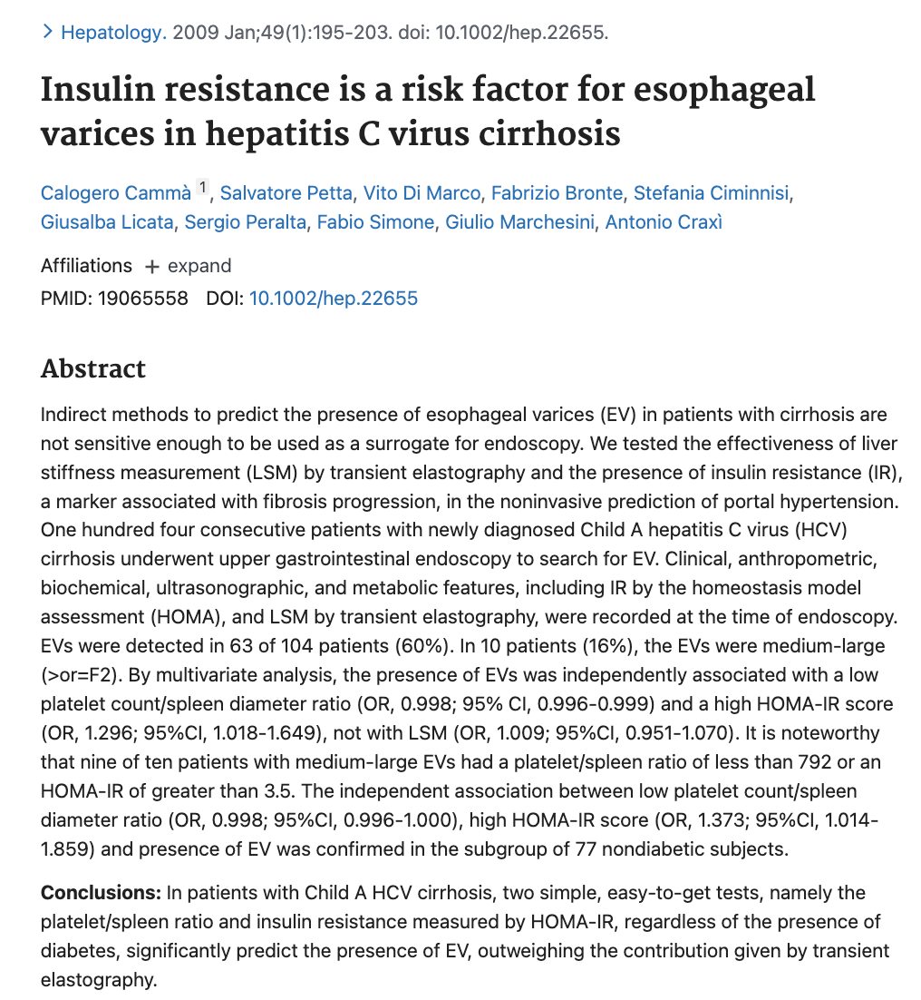 > Hepatology. 2009 Jan;49(1):195-203. doi: 10.1002/hep.22655.
Insulin resistance is a risk factor for esophageal
varices in hepatitis C virus cirrhosis
Calogero Cammà 1, Salvatore Petta, Vito Di Marco, Fabrizio Bronte, Stefania Ciminnisi,
Giusalba Licata, Sergio Peralta, Fabio Simone, Giulio Marchesini, Antonio Craxì
Affiliations + expand
PMID: 19065558 DOI: 10.1002/hep.22655
Abstract
Indirect methods to predict the presence of esophageal varices (EV) in patients with cirrhosis are
not sensitive enough to be used as a surrogate for endoscopy. We tested the effectiveness of liver
stiffness measurement (LSM) by transient elastography and the presence of insulin resistance (IR),
a marker associated with fibrosis progression, in the noninvasive prediction of portal hypertension.
One hundred four consecutive patients with newly diagnosed Child A hepatitis C virus (HCV)
cirrhosis underwent upper gastrointestinal endoscopy to search for EV. Clinical, anthropometric,
biochemical, ultrasonographic, and metabolic features, including IR by the homeostasis model
assessment (HOMA), and LSM by transient elastography, were recorded at the time of endoscopy.
EVs were detected in 63 of 104 patients (60%). In 10 patients (16%), the EVs were medium-large
(>or=F2). By multivariate analysis, the presence of EVs was independently associated with a low
platelet count/spleen diameter ratio (OR, 0.998; 95% CI, 0.996-0.999) and a high HOMA-IR score
(OR, 1.296; 95%CI, 1.018-1.649), not with LSM (OR, 1.009; 95%CI, 0.951-1.070). It is noteworthy
that nine of ten patients with medium-large EVs had a platelet/spleen ratio of less than 792 or an
HOMA-IR of greater than 3.5. The independent association between low platelet count/spleen
diameter ratio (OR, 0.998; 95%CI, 0.996-1.000), high HOMA-IR score (OR, 1.373; 95%CI, 1.014-
1.859) and presence of EV was confirmed in the subgroup of 77 nondiabetic subjects.
Conclusions: In patients with Child A HCV cirrhosis, two simple, easy-to-get tests, namely the
platelet/spleen ratio and insulin resistance measured by HOMA-IR, regardless of the presence of
diabetes, significantly predict the presence of EV, outweighing the contribution given by transient
elastography.